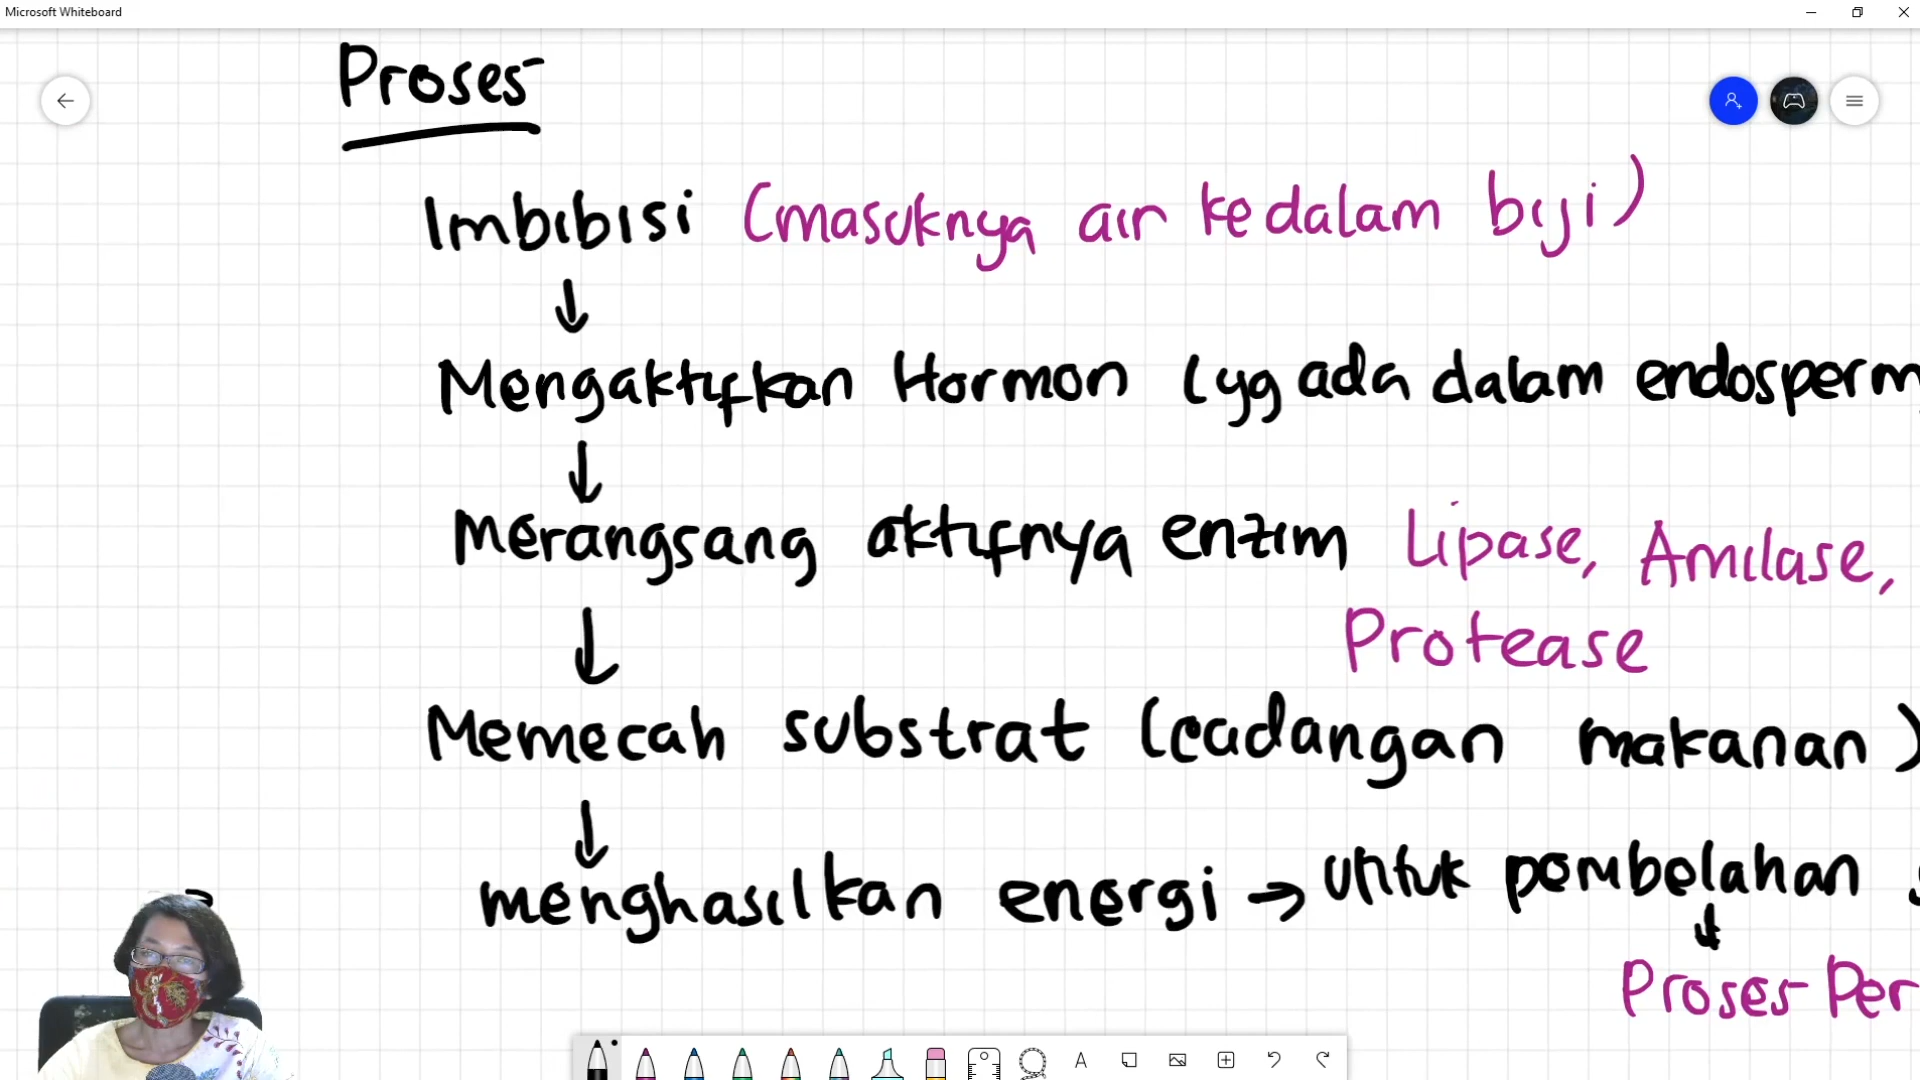 Microsoft Whiteboard
Proses
Imbibisi (masuknya air kedalam biji)
Mengaktifkan Hormon (yg ada dalam endosperm
Merangsang aktifnya enzim Lipase, Amilase,
Protease
Memecah substrat (cadangan makanan)
menghasilkan energi → untuk pembelahan
Proses Per
A